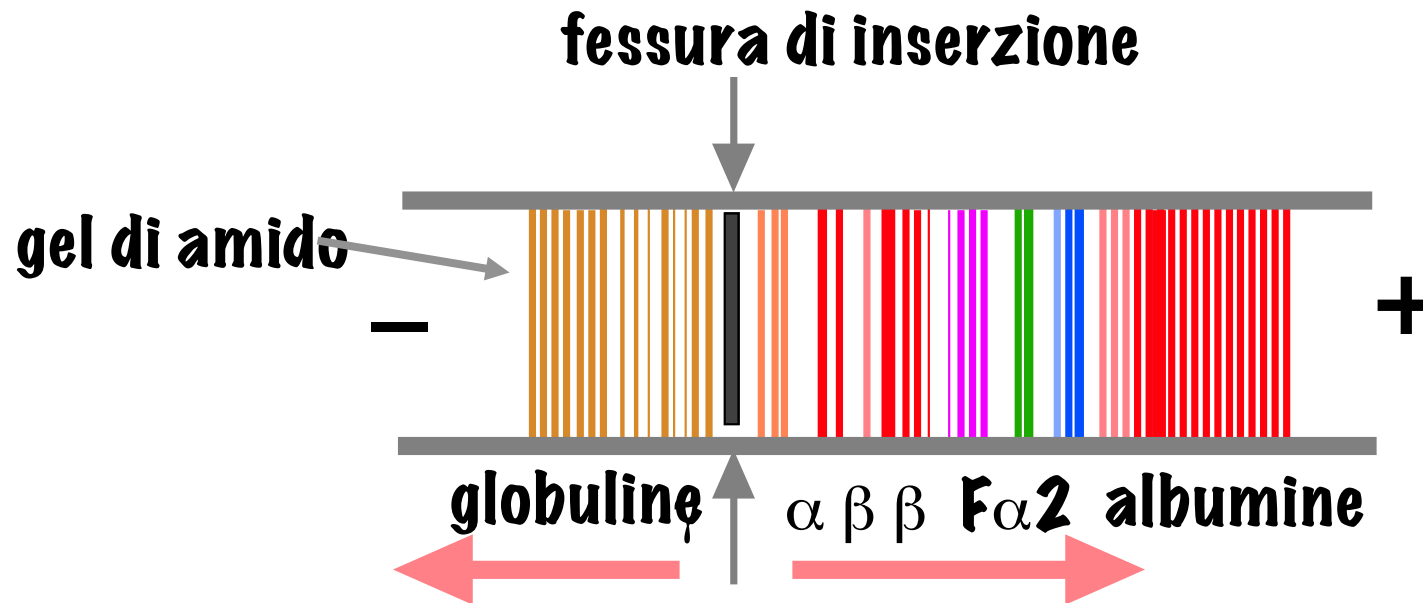 fessura di inserzione
gel di amido
–
+
globuline γ α β β Fα2 albumine